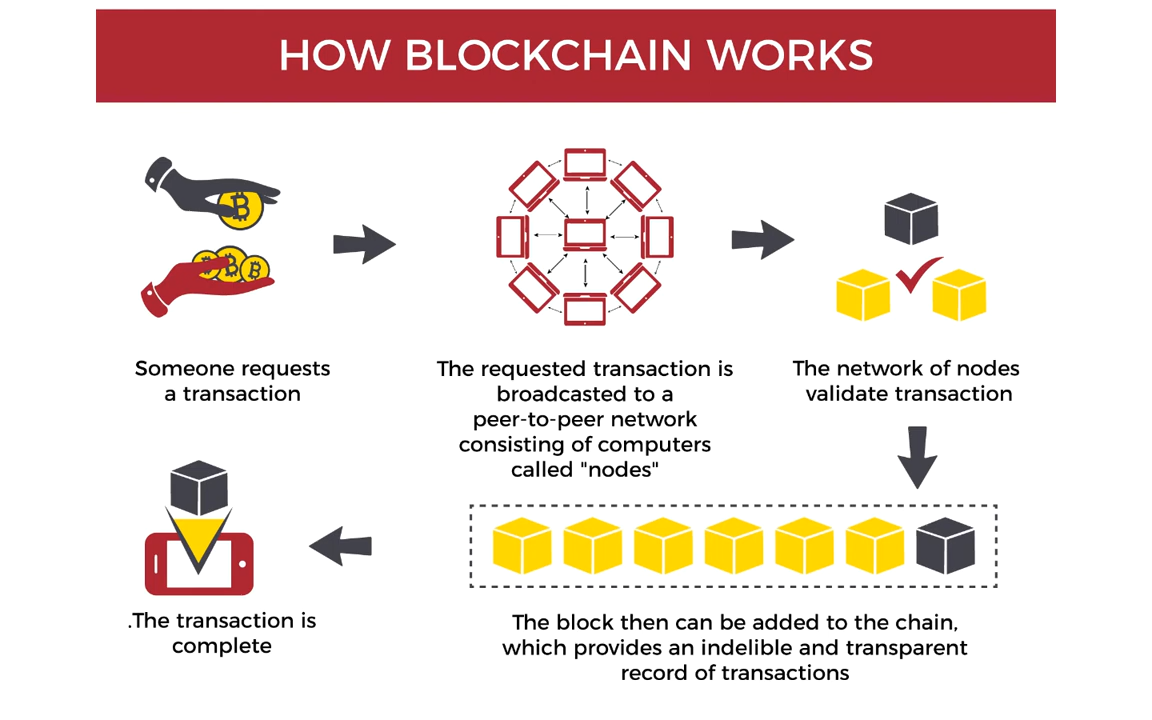 HOW BLOCKCHAIN WORKS
Someone requests
a transaction
The requested transaction is
broadcasted to a
peer-to-peer network
consisting of computers
called "nodes"
The network of nodes
validate transaction
The block then can be added to the chain,
which provides an indelible and transparent
record of transactions
.The transaction is
complete